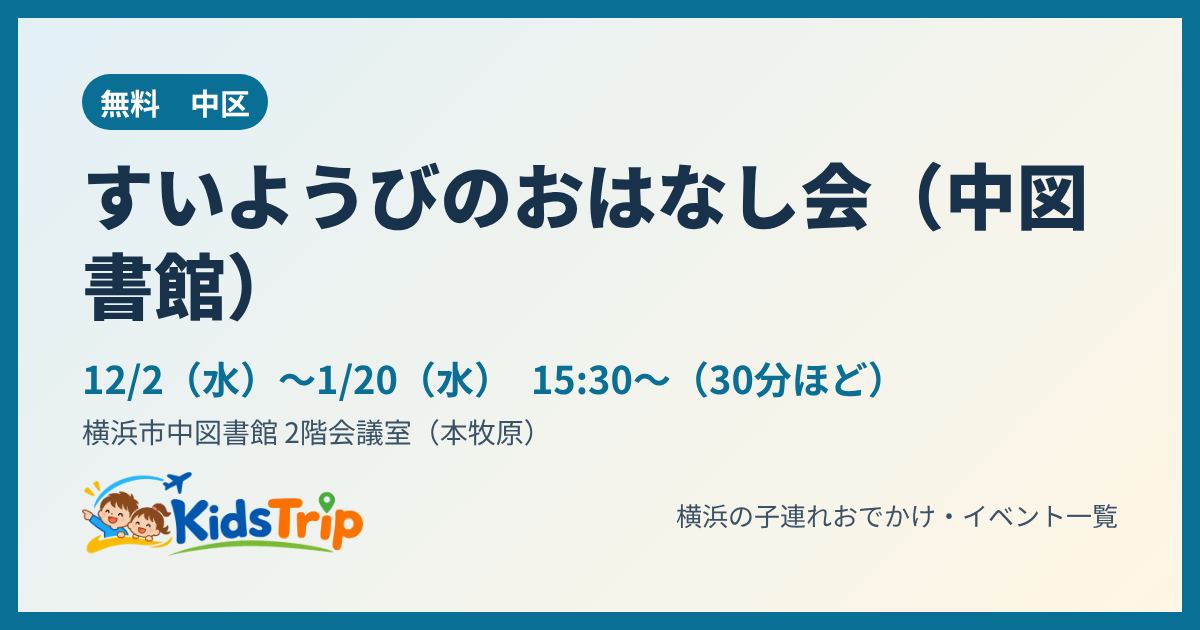 無料　中区
すいようびのおはなし会（中図
書館）
12/2（水）～1/20（水）　15:30～（30分ほど）
横浜市中図書館 2階会議室（本牧原）
KidsTrip
横浜の子連れおでかけ・イベント一覧